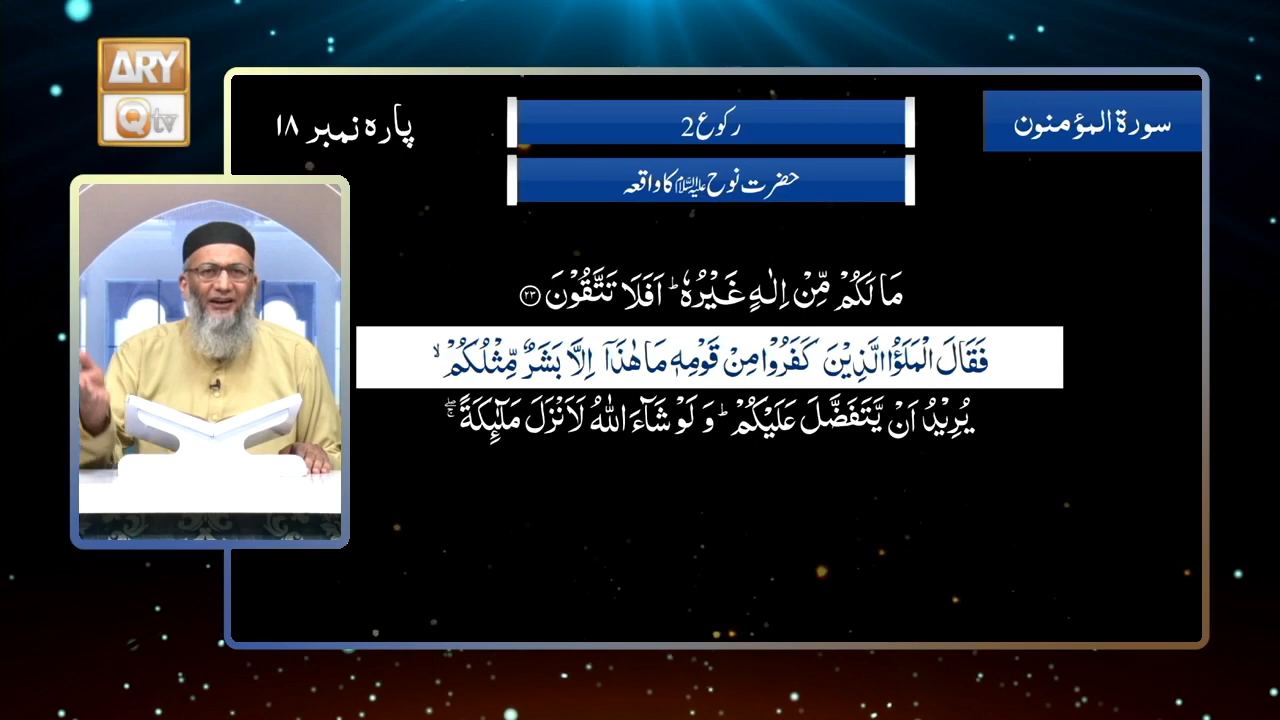 ARY
Qtv
سورۃ المؤمنون
رکوع 2
پارہ نمبر ۱۸
حضرت نوح علیہ السلام کا واقعہ
مَا لَكُمْ مِّنْ اِلٰهٍ غَيْرُهٗ ؕ اَفَلَا تَتَّقُوْنَ ﴿۲۳﴾
فَقَالَ الْمَلَؤُا الَّذِيْنَ كَفَرُوْا مِنْ قَوْمِهٖ مَا هٰذَاۤ اِلَّا بَشَرٌ مِّثْلُكُمْ ۙ
يُرِيْدُ اَنْ يَّتَفَضَّلَ عَلَيْكُمْ ؕ وَ لَوْ شَآءَ اللّٰهُ لَاَنْزَلَ مَلٰٓئِكَةً ۖۚ